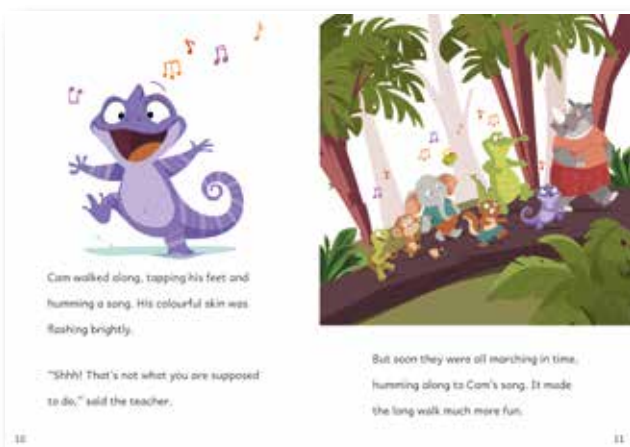 Cam walked along, tapping his feet and
humming a song. His colourful skin was
flashing brightly.
"Shhh! That's not what you are supposed
to do," said the teacher.
10
But soon they were all marching in time,
humming along to Cam's song. It made
the long walk much more fun.
11